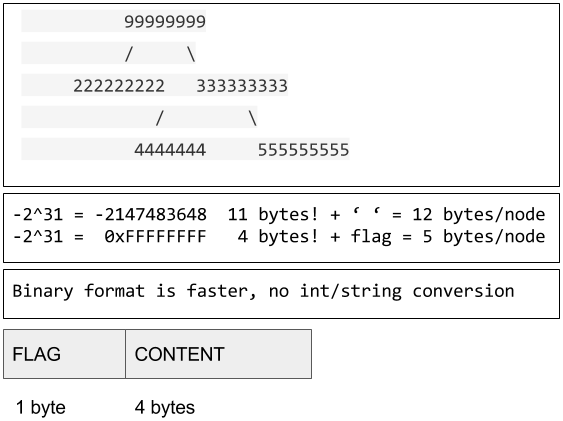 99999999
/ \
222222222 333333333
/ \
4444444 555555555
-2^31 = -2147483648 11 bytes! + ‘ ‘ = 12 bytes/node
-2^31 = 0xFFFFFFFF 4 bytes! + flag = 5 bytes/node
Binary format is faster, no int/string conversion
FLAG CONTENT
1 byte 4 bytes